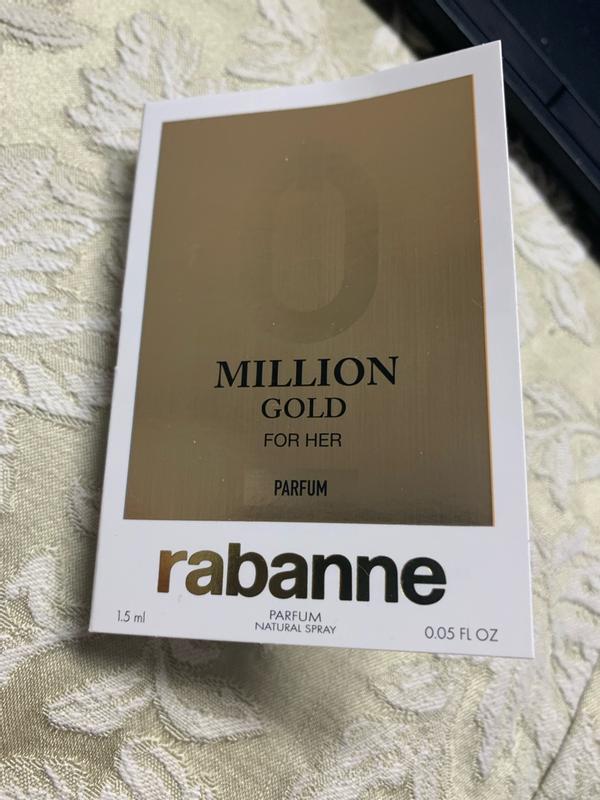 MILLION
GOLD
FOR HER
PARFUM
rabanne
1.5 ml
PARFUM
NATURAL SPRAY
0.05 FL OZ